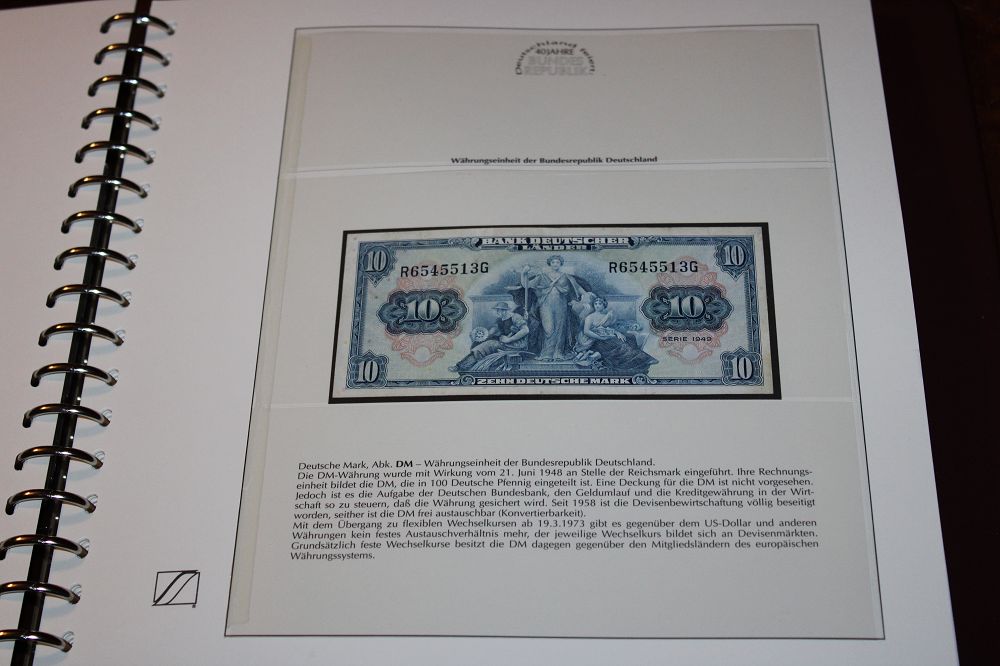 Deutschland feiert:
40 JAHRE
BUNDES
REPUBLIK
Währungseinheit der Bundesrepublik Deutschland
BANK DEUTSCHER
LÄNDER
10 R6545513G R6545513G 10
10 10
SERIE 1949
10 10
ZEHN DEUTSCHE MARK
Deutsche Mark, Abk. DM – Währungseinheit der Bundesrepublik Deutschland.
Die DM-Währung wurde mit Wirkung vom 21. Juni 1948 an Stelle der Reichsmark eingeführt. Ihre Rechnungs-
einheit bildet die DM, die in 100 Deutsche Pfennig eingeteilt ist. Eine Deckung für die DM ist nicht vorgesehen.
Jedoch ist es die Aufgabe der Deutschen Bundesbank, den Geldumlauf und die Kreditgewährung in der Wirt-
schaft so zu steuern, daß die Währung gesichert wird. Seit 1958 ist die Devisenbewirtschaftung völlig beseitigt
worden, seither ist die DM frei austauschbar (Konvertierbarkeit).
Mit dem Übergang zu flexiblen Wechselkursen ab 19.3.1973 gibt es gegenüber dem US-Dollar und anderen
Währungen kein festes Austauschverhältnis mehr, der jeweilige Wechselkurs bildet sich an Devisenmärkten.
Grundsätzlich feste Wechselkurse besitzt die DM dagegen gegenüber den Mitgliedsländern des europäischen
Währungssystems.